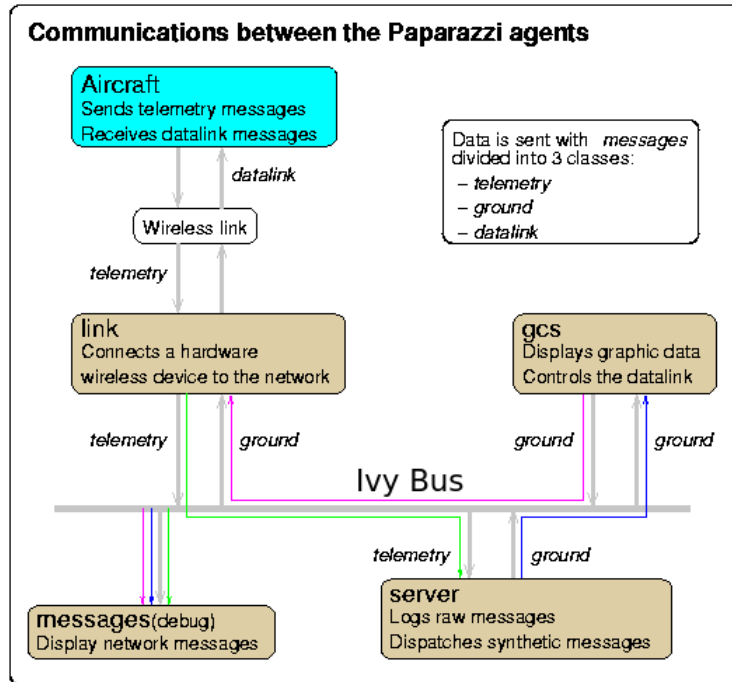 Communications between the Paparazzi agents
Aircraft
Sends telemetry messages
Receives datalink messages
Data is sent with messages
divided into 3 classes:
– telemetry
– ground
– datalink
datalink
Wireless link
telemetry
link
Connects a hardware
wireless device to the network
gcs
Displays graphic data
Controls the datalink
telemetry
ground
ground
ground
Ivy Bus
telemetry
ground
messages(debug)
Display network messages
server
Logs raw messages
Dispatches synthetic messages